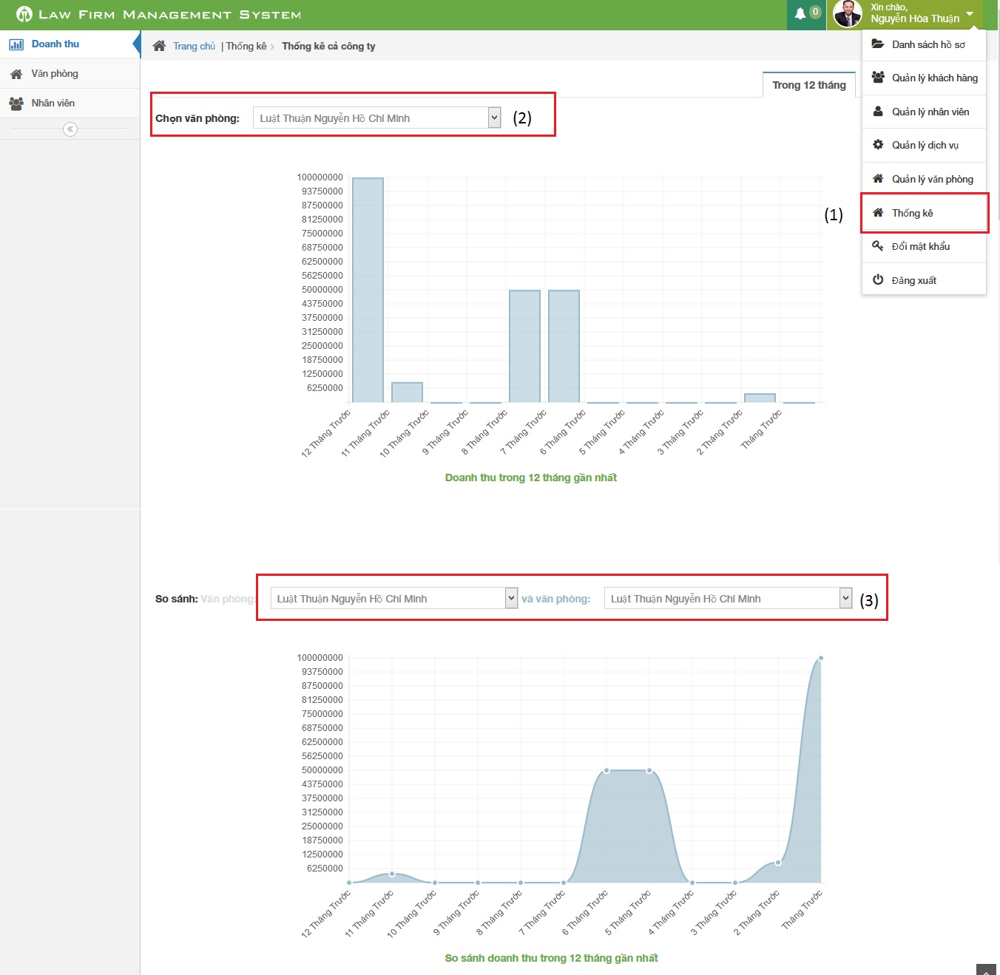 LAW FIRM MANAGEMENT SYSTEM
0
Xin chào,
Nguyễn Hòa Thuận
Doanh thu
Văn phòng
Nhân viên
Trang chủ | Thống kê > Thống kê cả công ty
Danh sách hồ sơ
Quản lý khách hàng
Quản lý nhân viên
Quản lý dịch vụ
Quản lý văn phòng
(1)
Thống kê
Đổi mật khẩu
Đăng xuất
Trong 12 tháng
Chọn văn phòng: Luật Thuận Nguyễn Hồ Chí Minh (2)
100000000
93750000
87500000
81250000
75000000
68750000
62500000
56250000
50000000
43750000
37500000
31250000
25000000
18750000
12500000
6250000
12 Tháng Trước
11 Tháng Trước
10 Tháng Trước
9 Tháng Trước
8 Tháng Trước
7 Tháng Trước
6 Tháng Trước
5 Tháng Trước
4 Tháng Trước
3 Tháng Trước
2 Tháng Trước
Tháng Trước
Doanh thu trong 12 tháng gần nhất
So sánh: Văn phòng: Luật Thuận Nguyễn Hồ Chí Minh và văn phòng: Luật Thuận Nguyễn Hồ Chí Minh (3)
100000000
93750000
87500000
81250000
75000000
68750000
62500000
56250000
50000000
43750000
37500000
31250000
25000000
18750000
12500000
6250000
12 Tháng Trước
11 Tháng Trước
10 Tháng Trước
9 Tháng Trước
8 Tháng Trước
7 Tháng Trước
6 Tháng Trước
5 Tháng Trước
4 Tháng Trước
3 Tháng Trước
2 Tháng Trước
Tháng Trước
So sánh doanh thu trong 12 tháng gần nhất